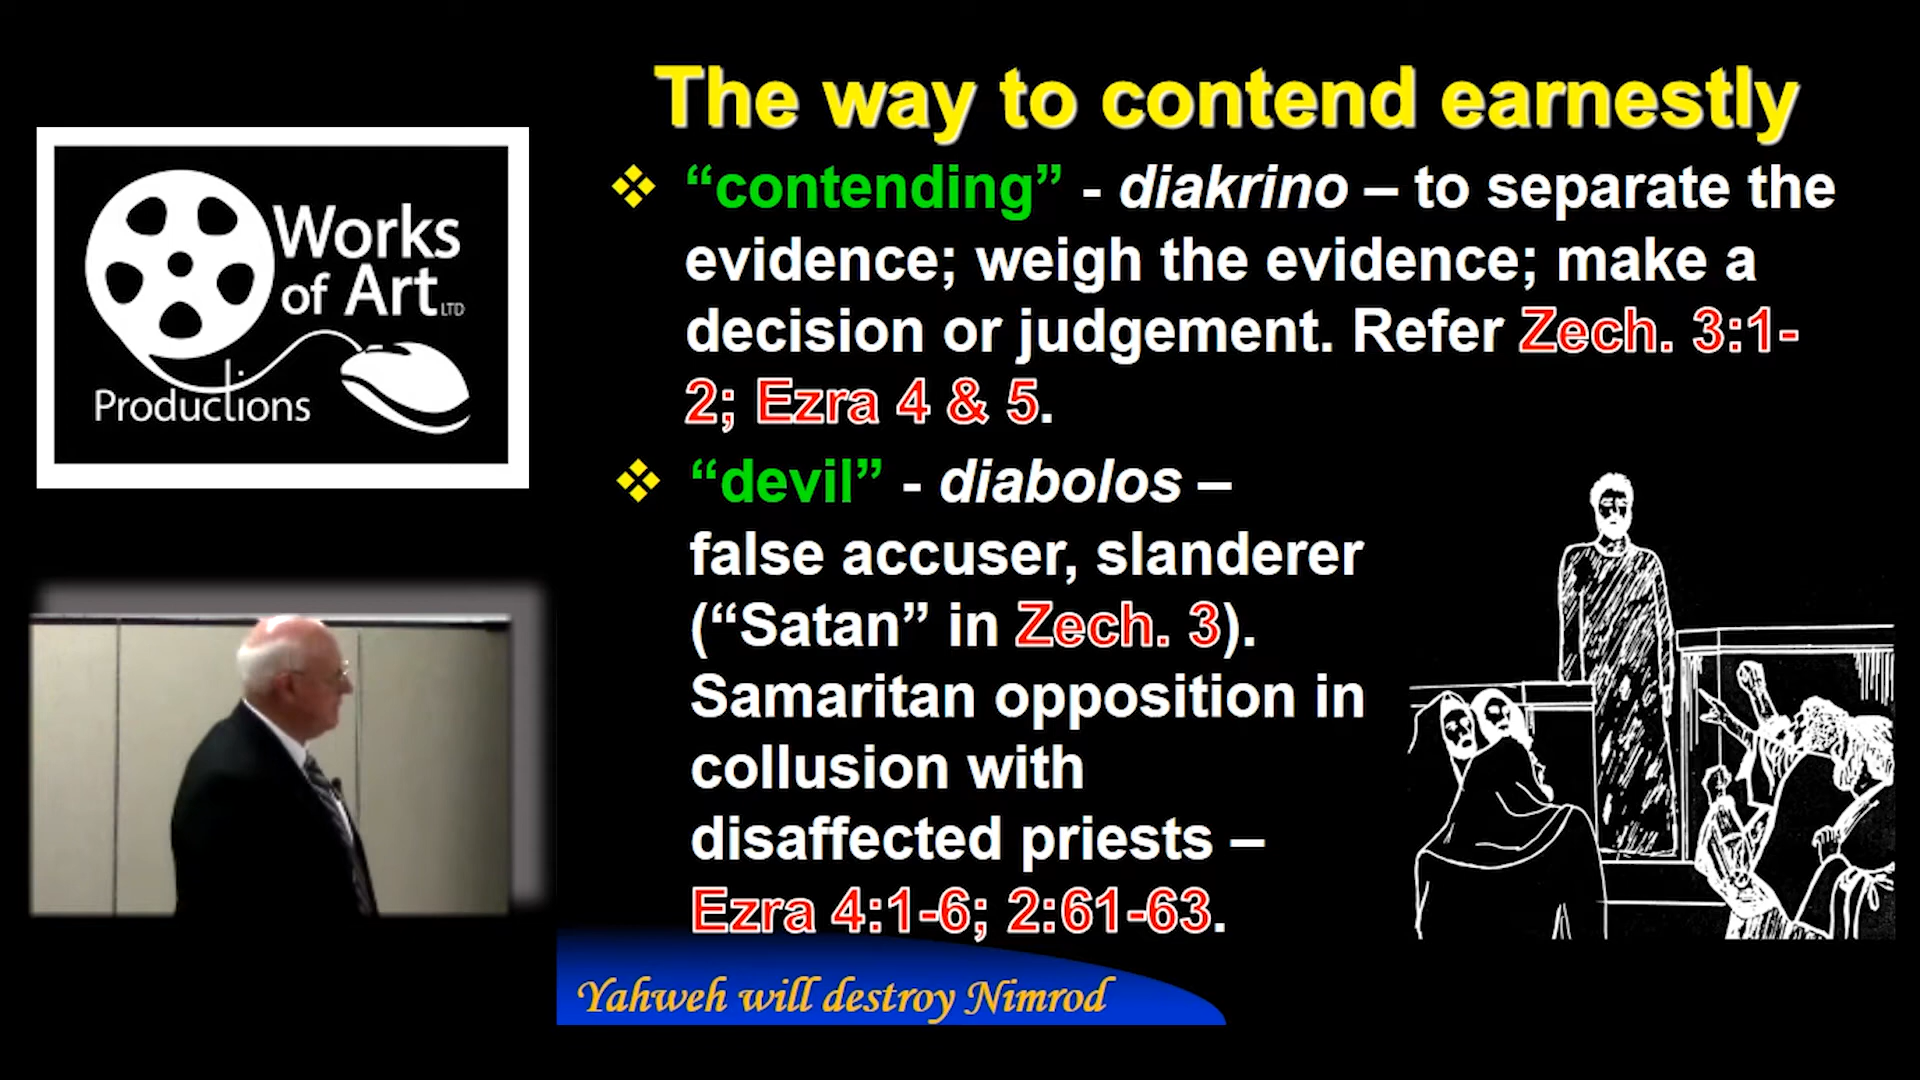 The way to contend earnestly
“contending” - diakrino – to separate the
evidence; weigh the evidence; make a
decision or judgement. Refer Zech. 3:1-
2; Ezra 4 & 5.
“devil” - diabolos –
false accuser, slanderer
(“Satan” in Zech. 3).
Samaritan opposition in
collusion with
disaffected priests –
Ezra 4:1-6; 2:61-63.
Yahweh will destroy Nimrod
Works
of Art LTD
Productions